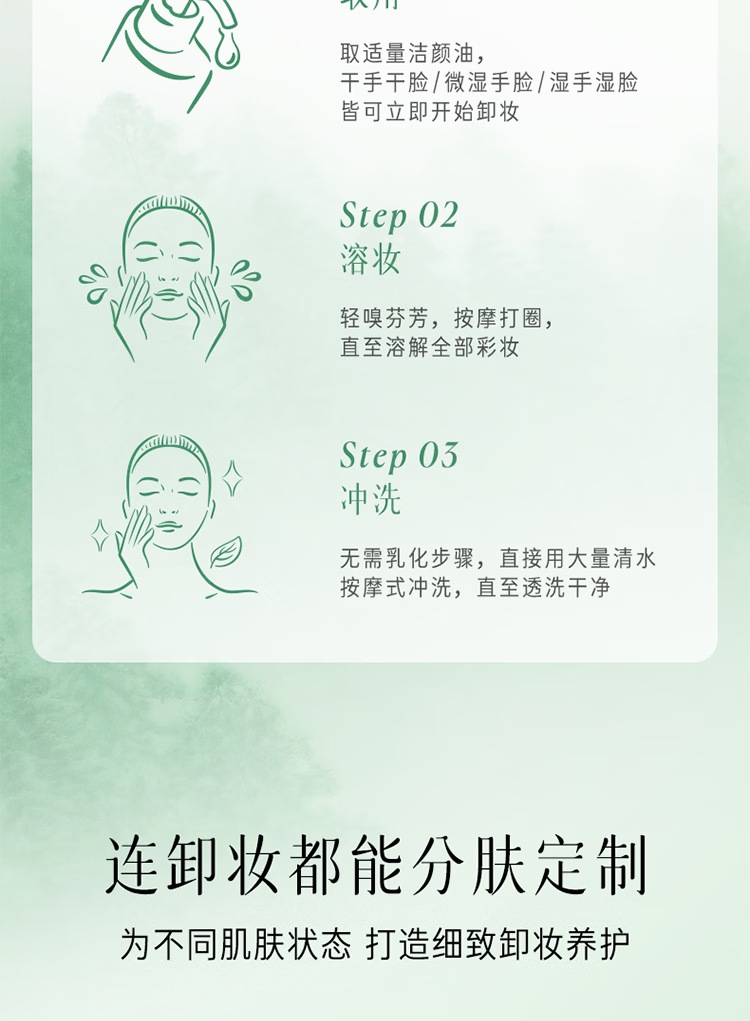 取用
取适量洁颜油，
干手干脸/微湿手脸/湿手湿脸
皆可立即开始卸妆
Step 02
溶妆
轻嗅芬芳，按摩打圈，
直至溶解全部彩妆
Step 03
冲洗
无需乳化步骤，直接用大量清水
按摩式冲洗，直至透洗干净
连卸妆都能分肤定制
为不同肌肤状态 打造细致卸妆养护